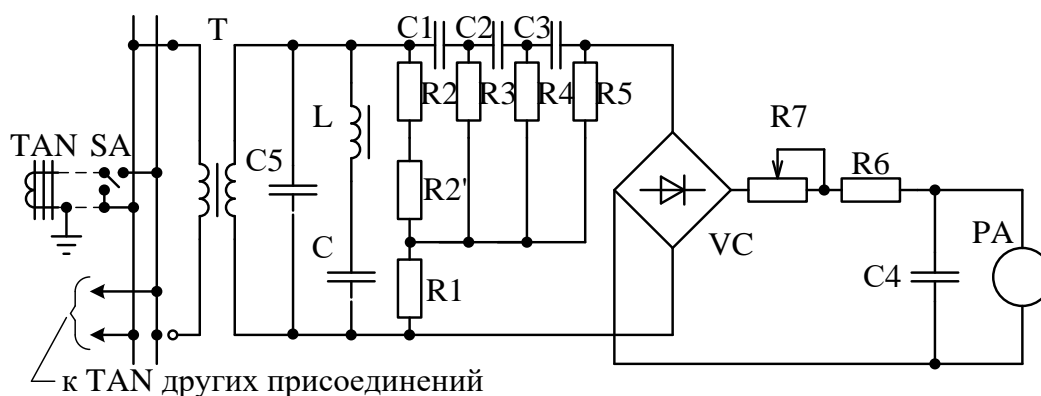 T
C1
C2
C3
R2
R3
R4
R5
R7
TAN
SA
L
C5
R6
R2'
VC
PA
C
R1
C4
к TAN других присоединений